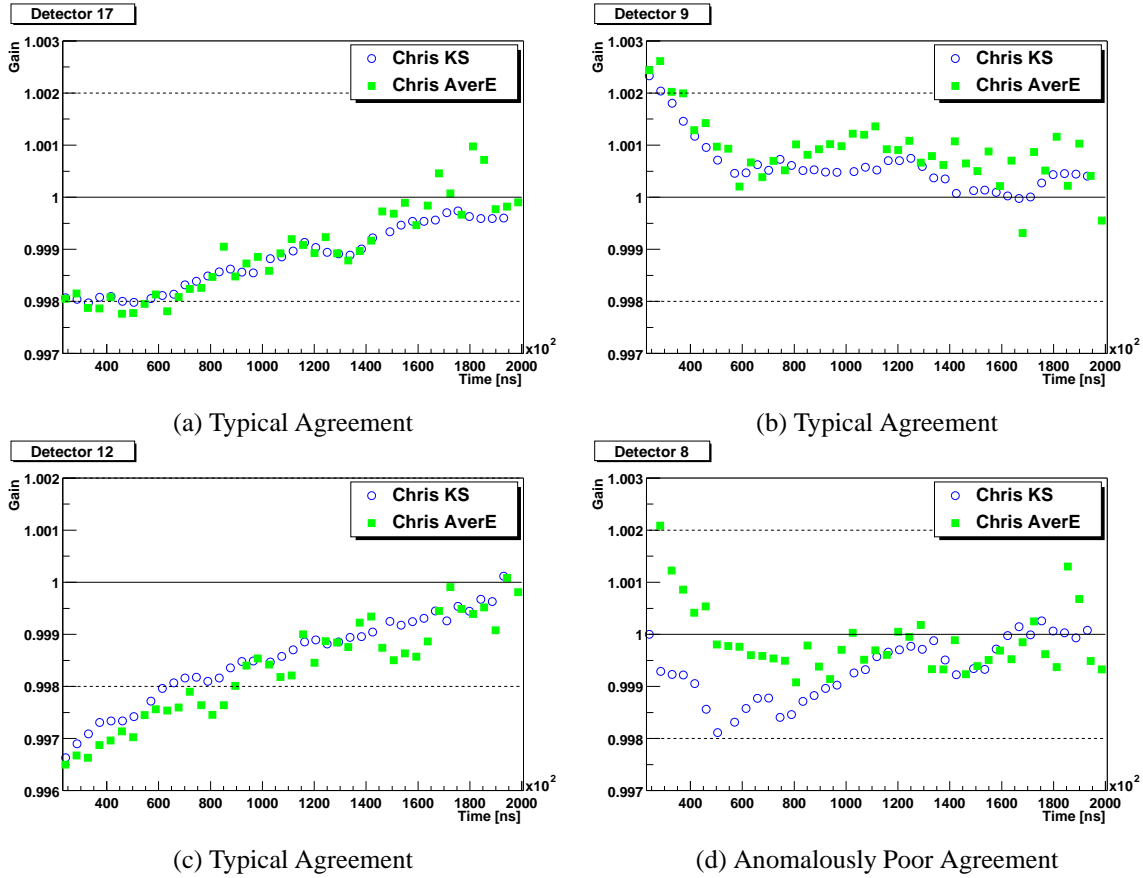 Detector 17
Gain
1.003
1.002
1.001
1
0.999
0.998
0.997
Chris KS
Chris AverE
400 600 800 1000 1200 1400 1600 1800 2000
×10²
Time [ns]
(a) Typical Agreement
Detector 9
Gain
1.003
1.002
1.001
1
0.999
0.998
0.997
Chris KS
Chris AverE
400 600 800 1000 1200 1400 1600 1800 2000
×10²
Time [ns]
(b) Typical Agreement
Detector 12
Gain
1.002
1.001
1
0.999
0.998
0.997
0.996
Chris KS
Chris AverE
400 600 800 1000 1200 1400 1600 1800 2000
×10²
Time [ns]
(c) Typical Agreement
Detector 8
Gain
1.003
1.002
1.001
1
0.999
0.998
0.997
Chris KS
Chris AverE
400 600 800 1000 1200 1400 1600 1800 2000
×10²
Time [ns]
(d) Anomalously Poor Agreement